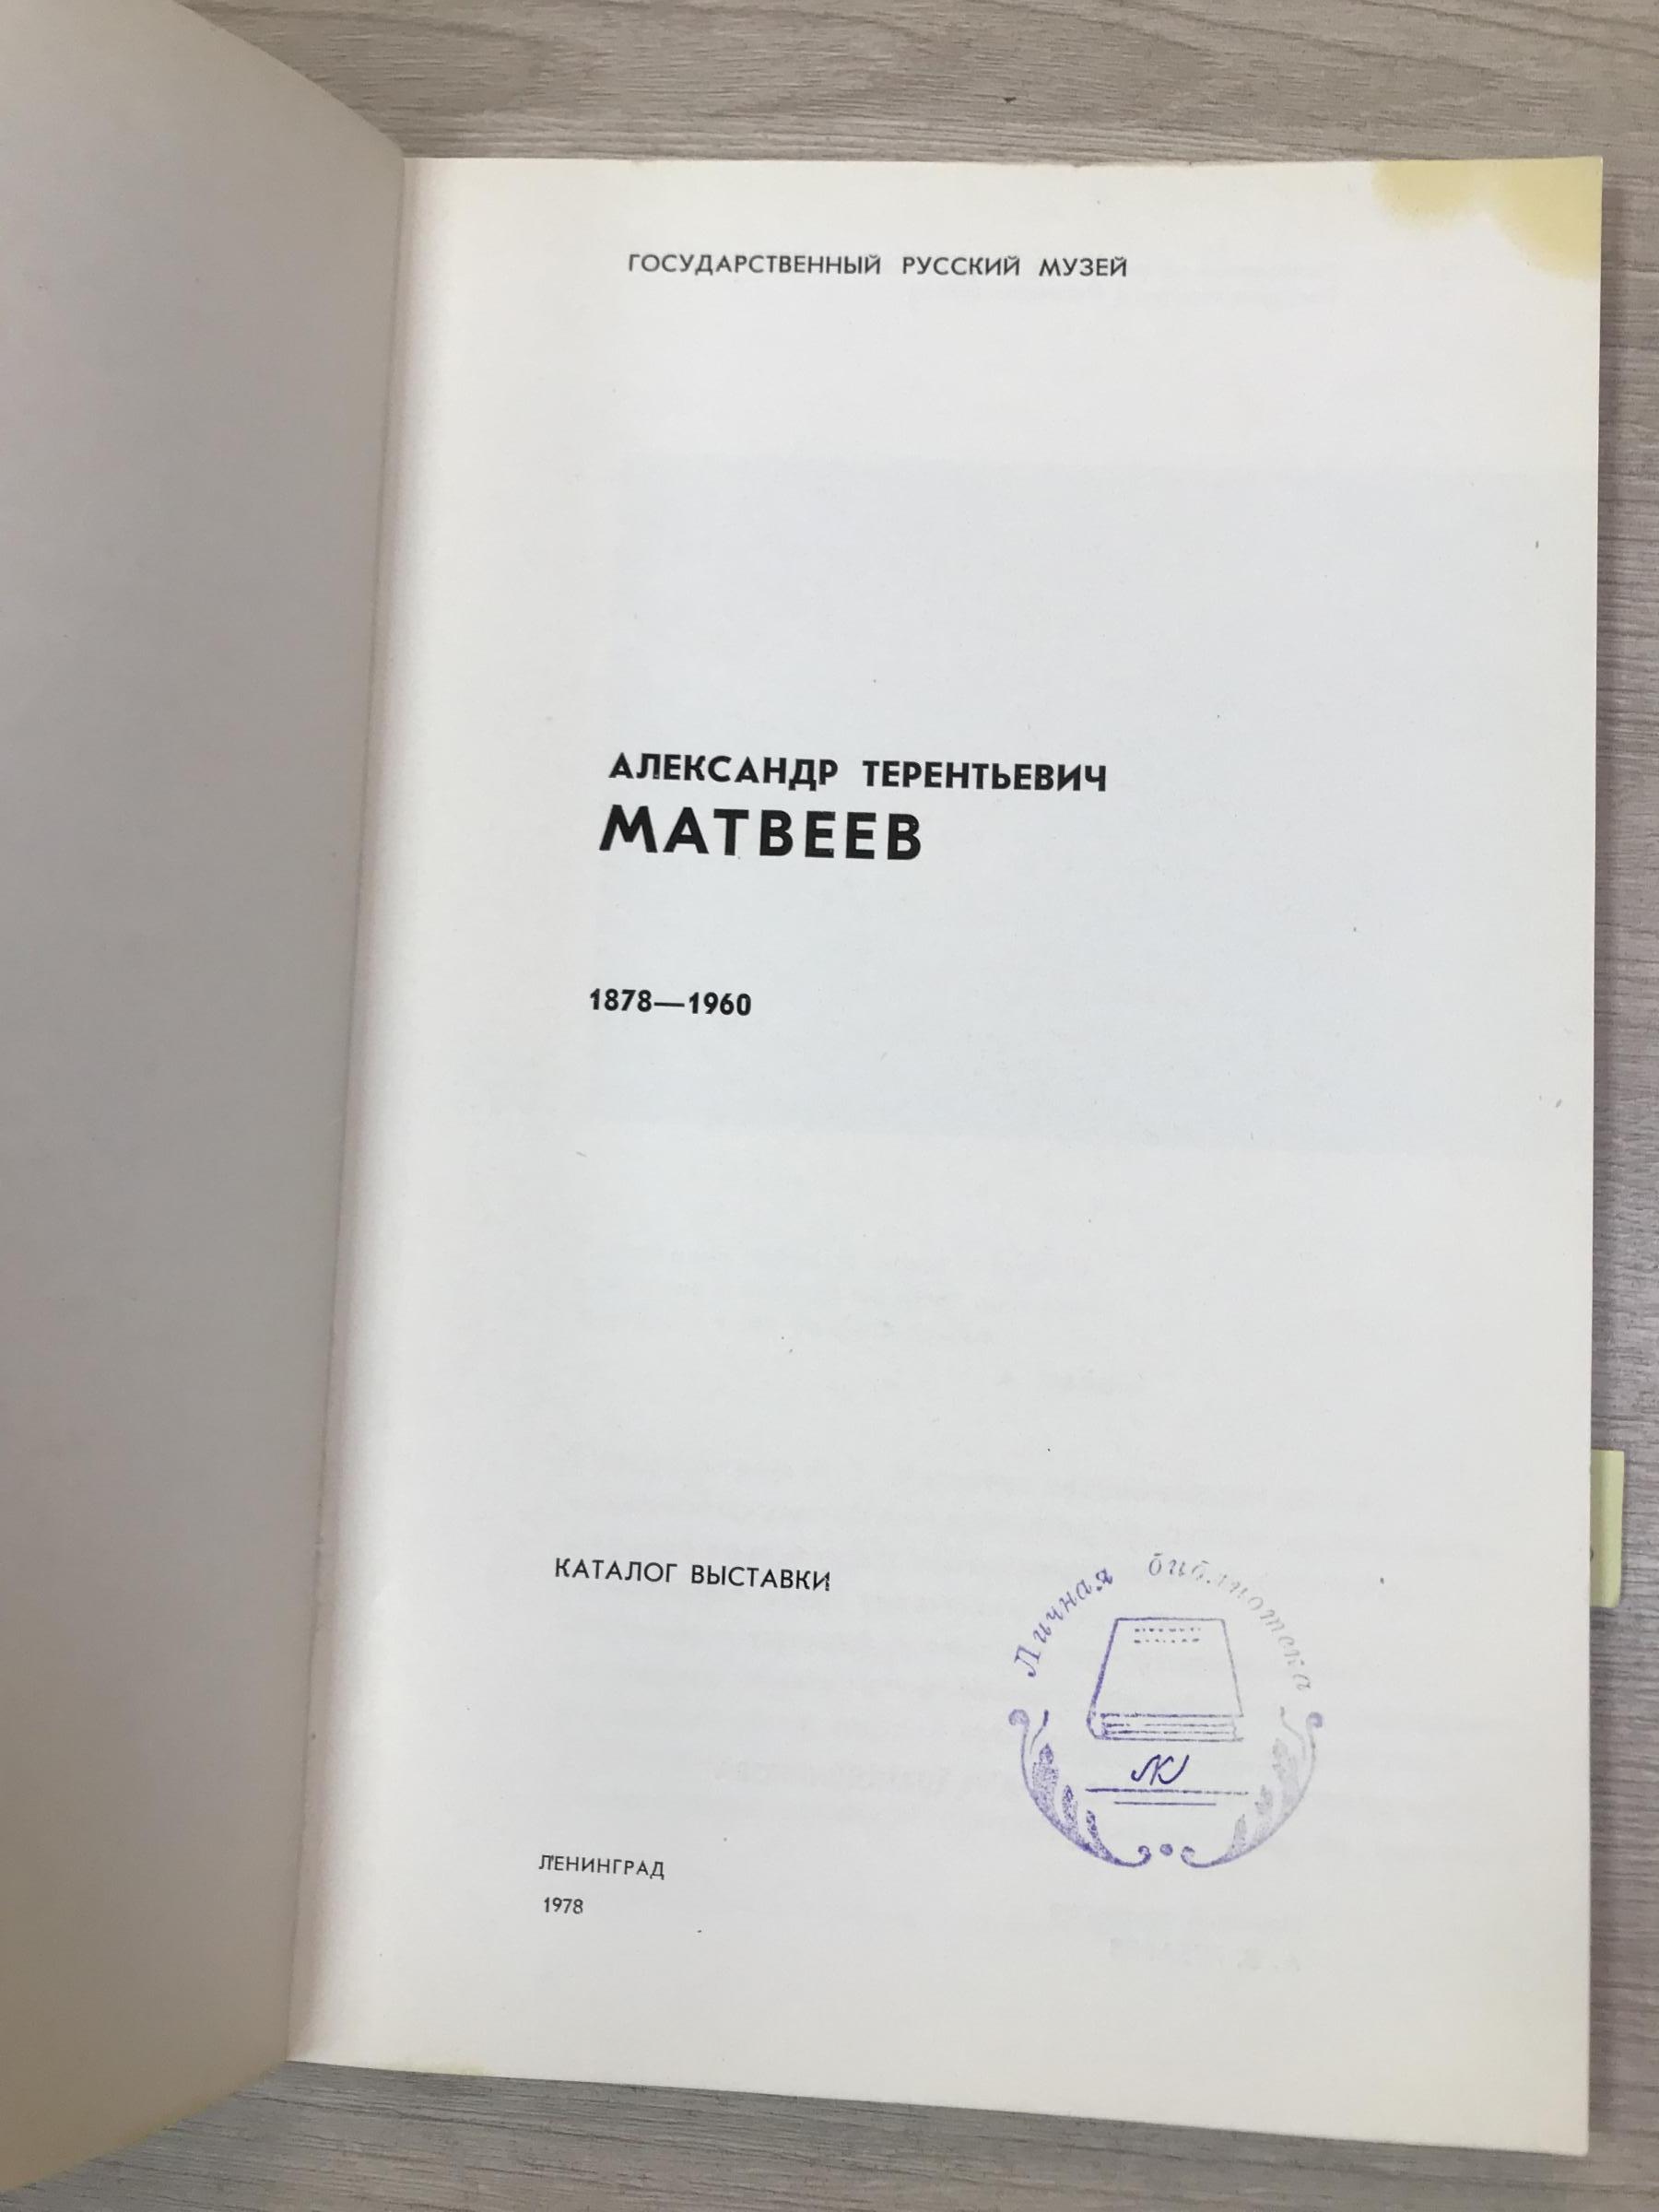 ГОСУДАРСТВЕННЫЙ РУССКИЙ МУЗЕЙ
АЛЕКСАНДР ТЕРЕНТЬЕВИЧ
МАТВЕЕВ
1878—1960
КАТАЛОГ ВЫСТАВКИ
Личная библиотека
ЛЕНИНГРАД
1978